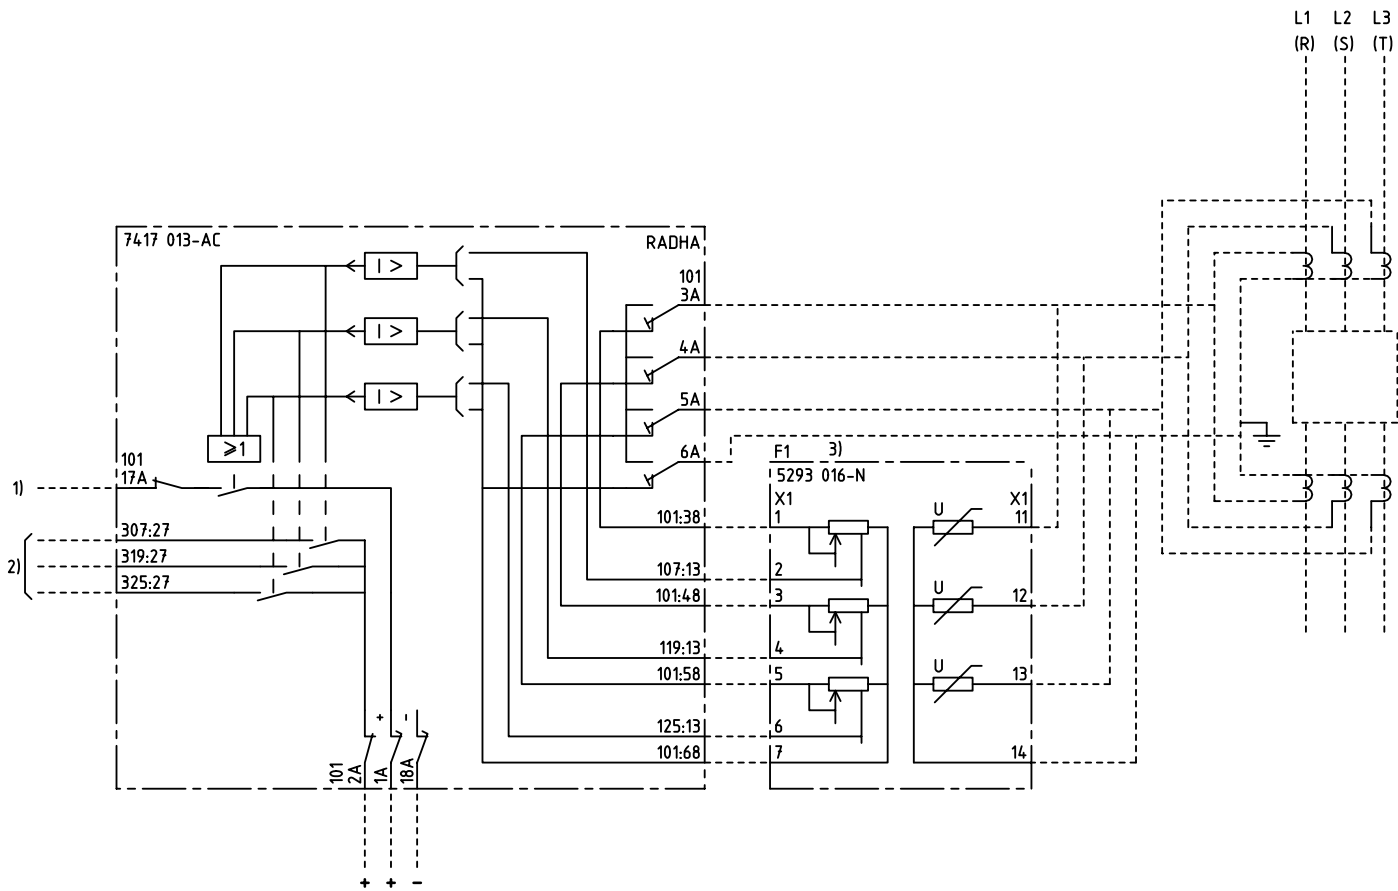 L1 L2 L3
(R) (S) (T)
7417 013-AC RADHA
I > 
101
3A
I >
4A
I >
5A
≥1
6A
F1 3)
5293 016-N
101
17A
1)
X1 X1
307:27
319:27
325:27
2)
101:38 1 U 11
107:13 2
101:48 3 U 12
119:13 4
101:58 5 U 13
125:13 6
101:68 7 14
+ -
101
2A 1A 18A
+ + -